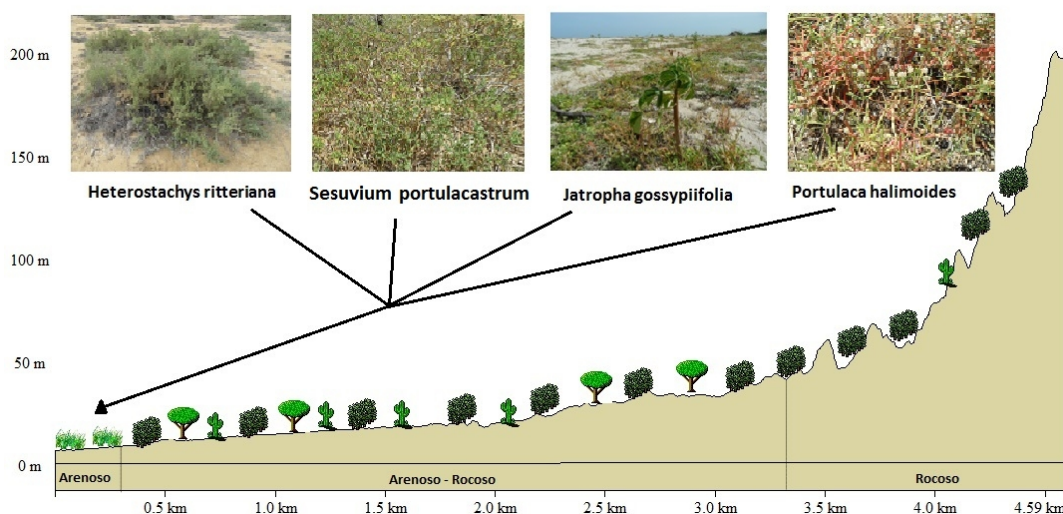 200 m
Heterostachys ritteriana
Sesuvium portulacastrum
Jatropha gossypiifolia
Portulaca halimoides
150 m
100 m
50 m
0 m
Arenoso
Arenoso - Rocoso
Rocoso
0.5 km
1.0 km
1.5 km
2.0 km
2.5 km
3.0 km
3.5 km
4.0 km
4.59 km